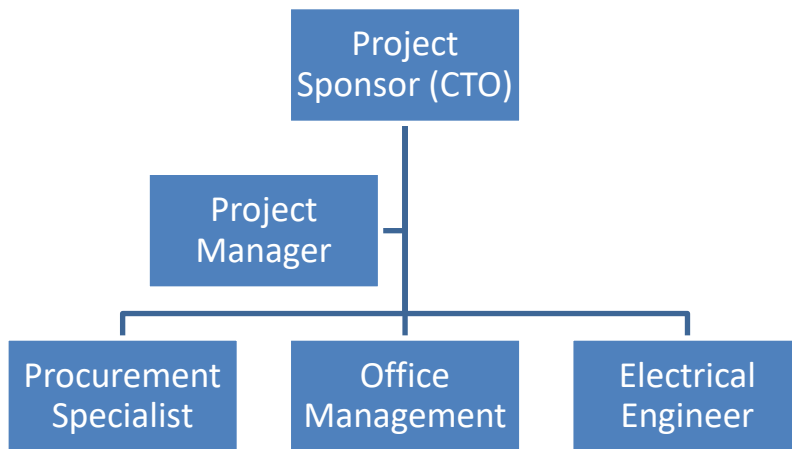 Project
Sponsor (CTO)
Project
Manager
Procurement
Specialist
Office
Management
Electrical
Engineer